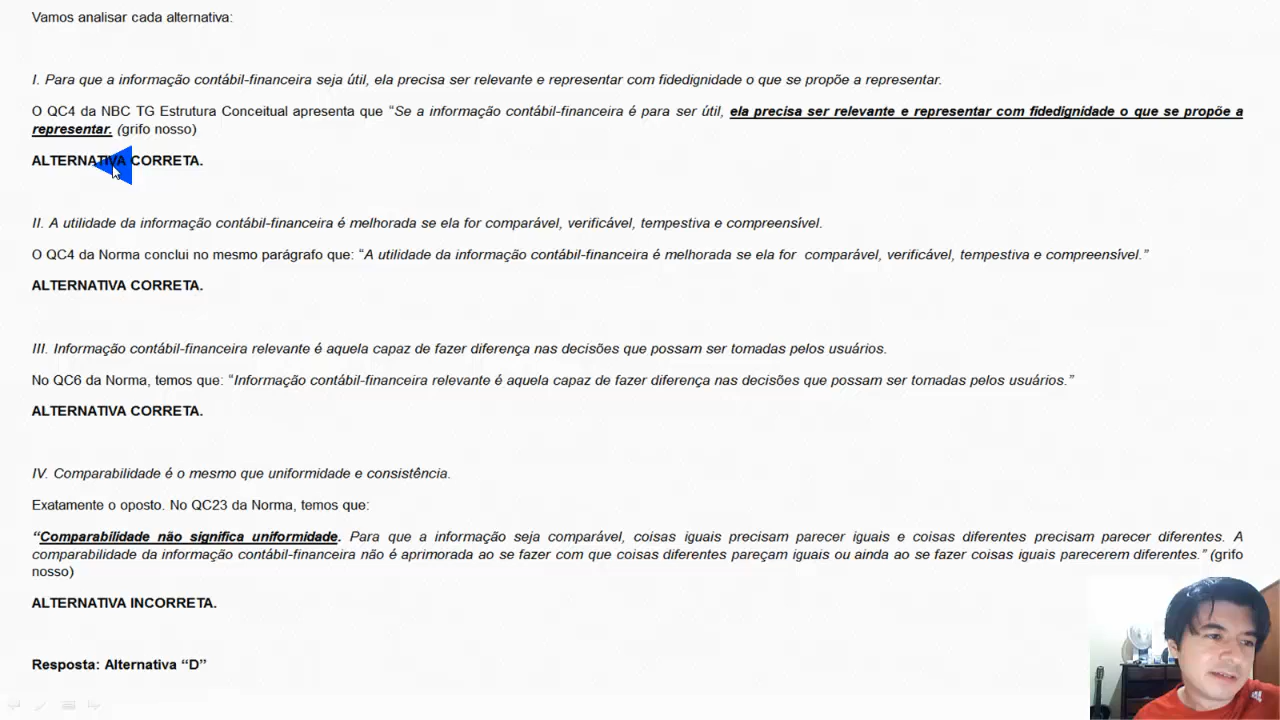 Vamos analisar cada alternativa:
I. Para que a informação contábil-financeira seja útil, ela precisa ser relevante e representar com fidedignidade o que se propõe a representar.
O QC4 da NBC TG Estrutura Conceitual apresenta que “Se a informação contábil-financeira é para ser útil, ela precisa ser relevante e representar com fidedignidade o que se propõe a
representar. (grifo nosso)
ALTERNATIVA CORRETA.
II. A utilidade da informação contábil-financeira é melhorada se ela for comparável, verificável, tempestiva e compreensível.
O QC4 da Norma conclui no mesmo parágrafo que: “A utilidade da informação contábil-financeira é melhorada se ela for comparável, verificável, tempestiva e compreensível.”
ALTERNATIVA CORRETA.
III. Informação contábil-financeira relevante é aquela capaz de fazer diferença nas decisões que possam ser tomadas pelos usuários.
No QC6 da Norma, temos que: “Informação contábil-financeira relevante é aquela capaz de fazer diferença nas decisões que possam ser tomadas pelos usuários.”
ALTERNATIVA CORRETA.
IV. Comparabilidade é o mesmo que uniformidade e consistência.
Exatamente o oposto. No QC23 da Norma, temos que:
“Comparabilidade não significa uniformidade. Para que a informação seja comparável, coisas iguais precisam parecer iguais e coisas diferentes precisam parecer diferentes. A
comparabilidade da informação contábil-financeira não é aprimorada ao se fazer com que coisas diferentes pareçam iguais ou ainda ao se fazer coisas iguais parecerem diferentes.” (grifo
nosso)
ALTERNATIVA INCORRETA.
Resposta: Alternativa “D”